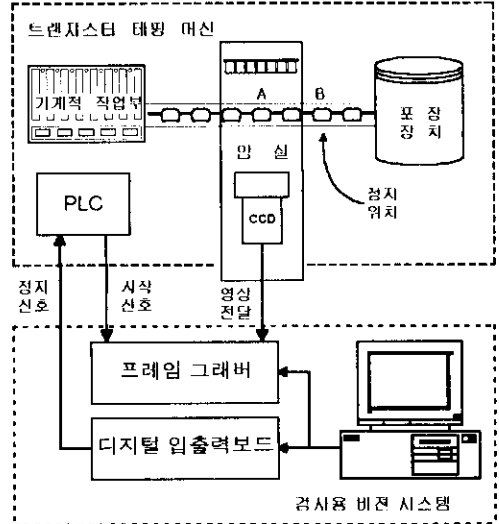 트랜지스터 테핑 머신
기계적 작업부
A B
포장
장치
암 실
CCD
정지
위치
PLC
정지
신호
시작
신호
영상
전달
프레임 그래버
디지털 입출력보드
검사용 비전 시스템